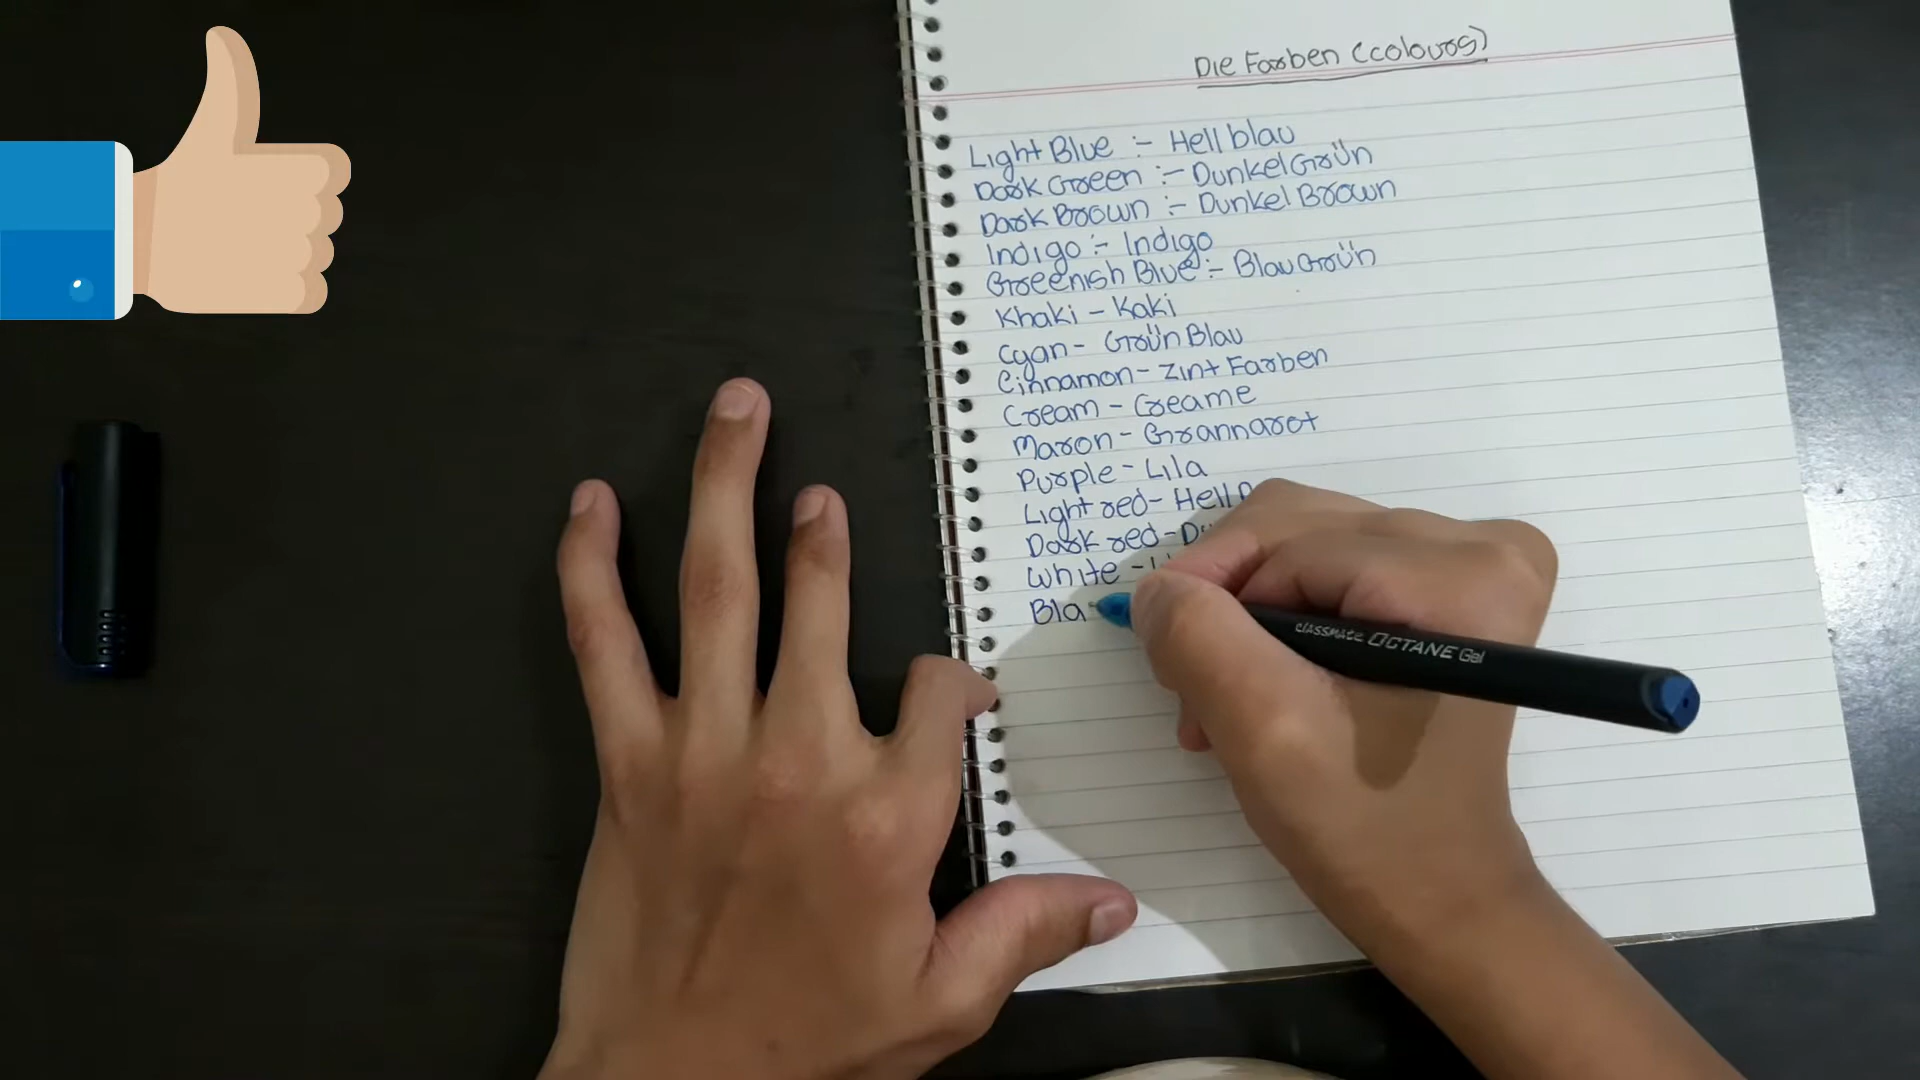 Die Farben (colours)
Light Blue :- Hell blau
Dark Green :- Dunkel Grün
Dark Brown :- Dunkel Brown
Indigo :- Indigo
Greenish Blue :- Blau Grün
Khaki - Kaki
Cyan - Grün Blau
Cinnamon - Zint Farben
Cream - Creame
Maron - Grannarot
Purple - Lila
Light red - Hell
Dark red -
White -
Bla
classmate OCTANE Gel